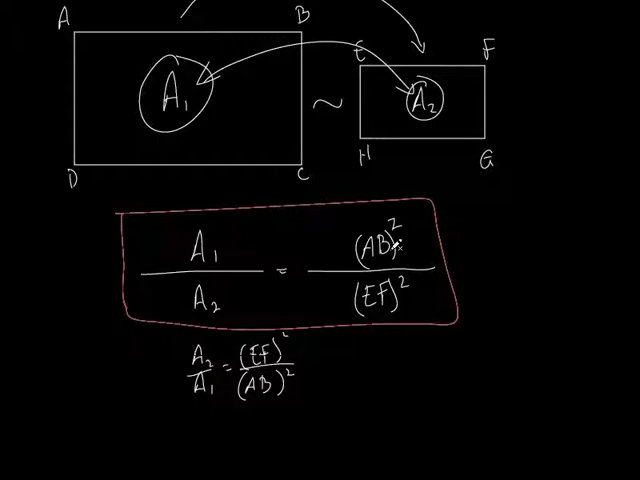 A B
E F
A₁ ~ A₂
D C
H G
A₁ / A₂ = (AB)² / (EF)²
A₂ / A₁ = (EF)² / (AB)²